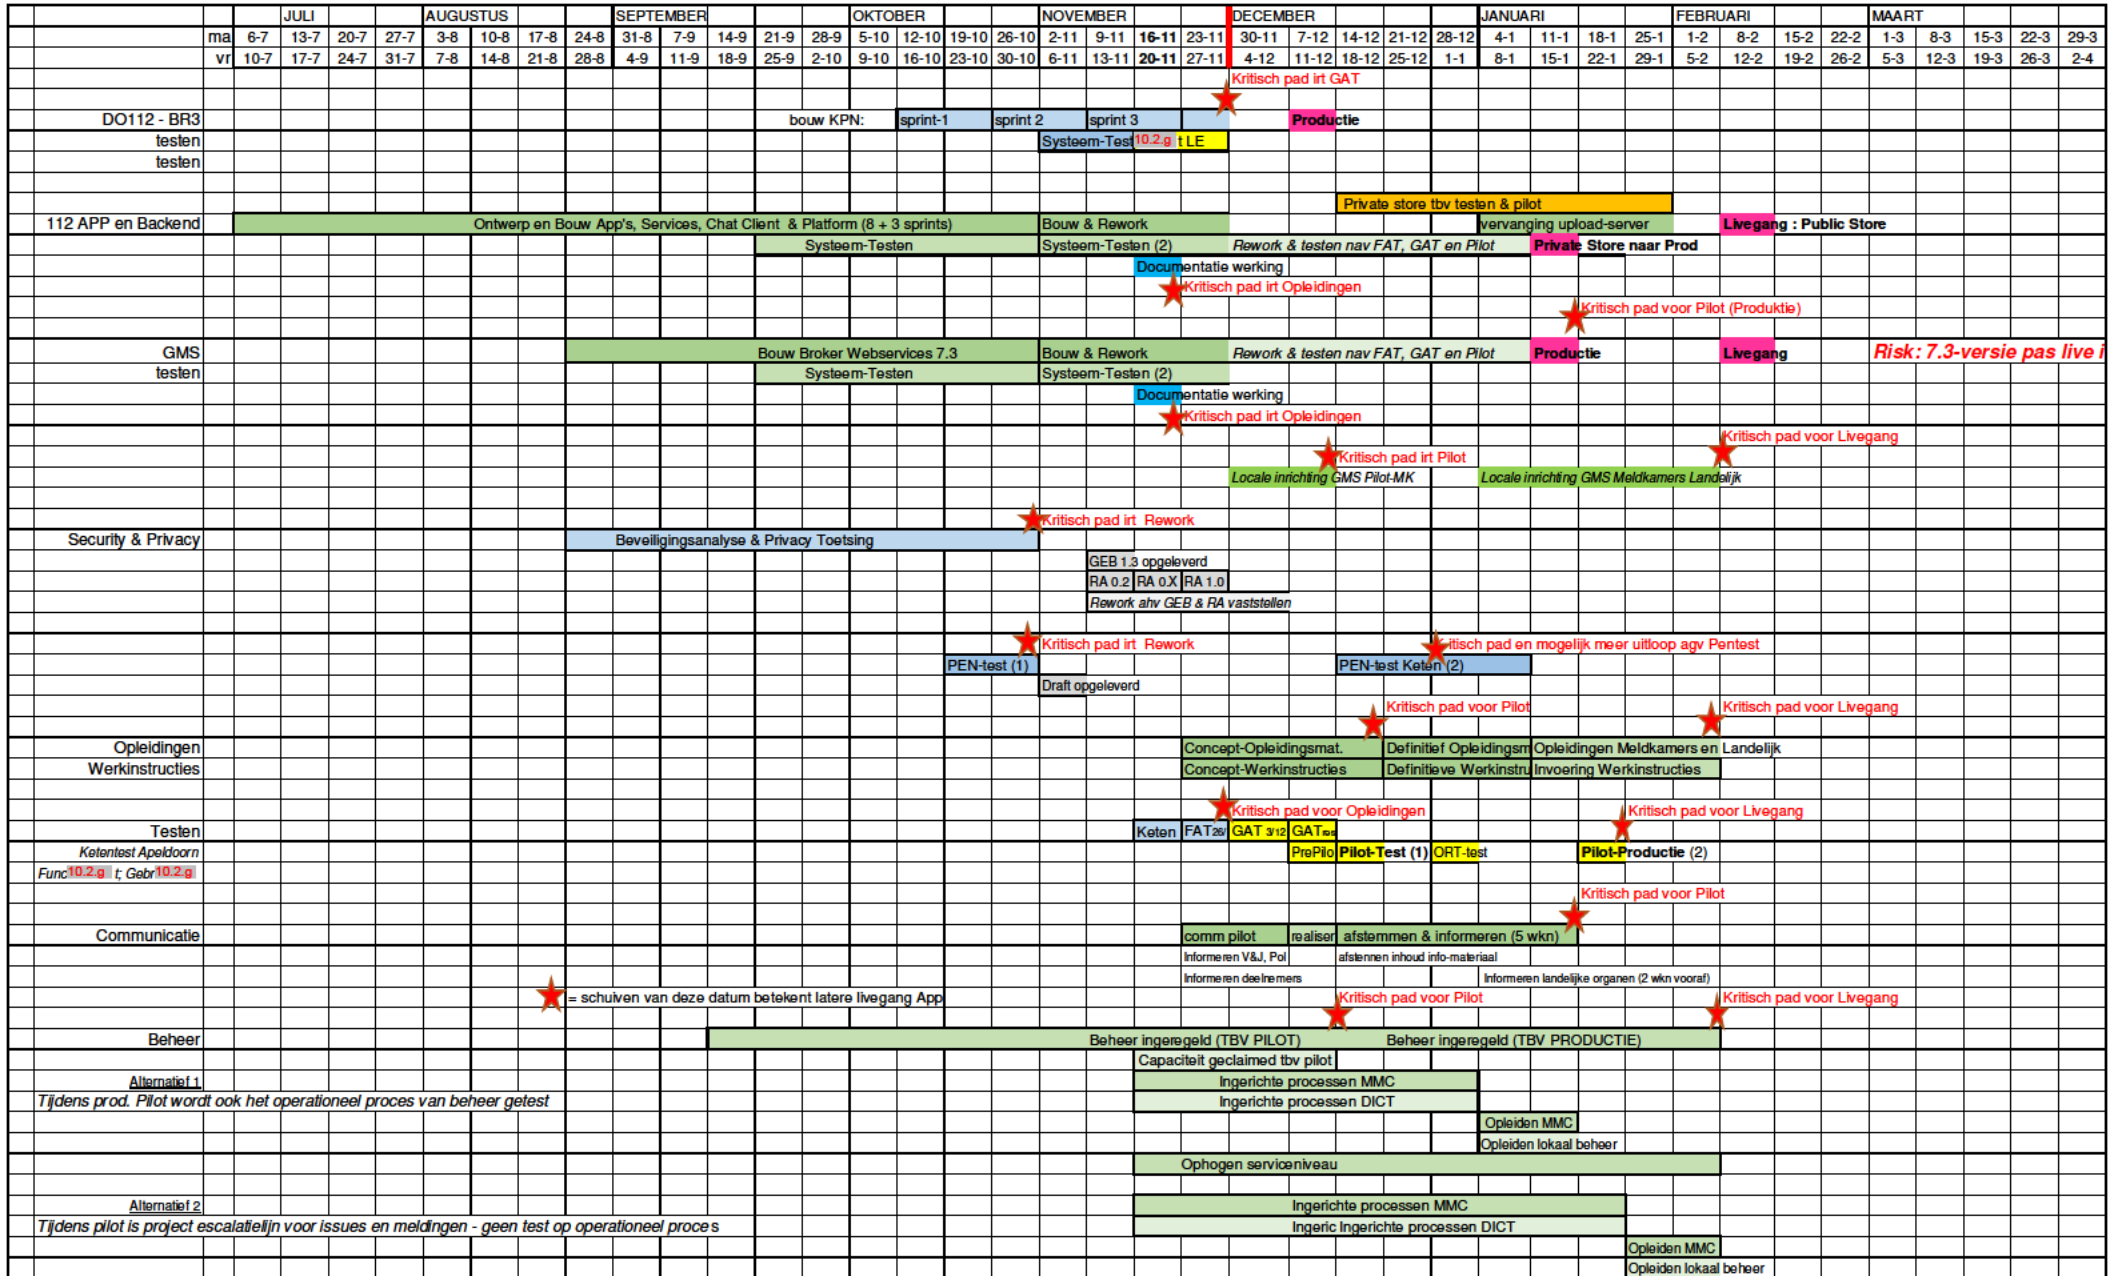 JULI AUGUSTUS SEPTEMBER OKTOBER NOVEMBER DECEMBER JANUARI FEBRUARI MAART
ma 6-7 13-7 20-7 27-7 3-8 10-8 17-8 24-8 31-8 7-9 14-9 21-9 28-9 5-10 12-10 19-10 26-10 2-11 9-11 16-11 23-11 30-11 7-12 14-12 21-12 28-12 4-1 11-1 18-1 25-1 1-2 8-2 15-2 22-2 1-3 8-3 15-3 22-3 29-3
vr 10-7 17-7 24-7 31-7 7-8 14-8 21-8 28-8 4-9 11-9 18-9 25-9 2-10 9-10 16-10 23-10 30-10 6-11 13-11 20-11 27-11 4-12 11-12 18-12 25-12 1-1 8-1 15-1 22-1 29-1 5-2 12-2 19-2 26-2 5-3 12-3 19-3 26-3 2-4
Kritisch pad irt GAT
DO112 - BR3 bouw KPN: sprint-1 sprint 2 sprint 3 Productie
testen Systeem-Test 10.2.g t LE
testen
Private store tbv testen & pilot
112 APP en Backend Ontwerp en Bouw App's, Services, Chat Client & Platform (8 + 3 sprints) Bouw & Rework vervanging upload-server Livegang : Public Store
Systeem-Testen Systeem-Testen (2) Rework & testen nav FAT, GAT en Pilot Private Store naar Prod
Documentatie werking
Kritisch pad irt Opleidingen
Kritisch pad voor Pilot (Produktie)
GMS Bouw Broker Webservices 7.3 Bouw & Rework Rework & testen nav FAT, GAT en Pilot Productie Livegang Risk: 7.3-versie pas live i
testen Systeem-Testen Systeem-Testen (2)
Documentatie werking
Kritisch pad irt Opleidingen
Kritisch pad voor Livegang
Kritisch pad irt Pilot
Locale inrichting GMS Pilot-MK Locale inrichting GMS Meldkamers Landelijk
Kritisch pad irt Rework
Security & Privacy Beveiligingsanalyse & Privacy Toetsing
GEB 1.3 opgeleverd
RA 0.2 RA 0.X RA 1.0
Rework ahv GEB & RA vaststellen
Kritisch pad irt Rework itisch pad en mogelijk meer uitloop agv Pentest
PEN-test (1) PEN-test Keten (2)
Draft opgeleverd
Kritisch pad voor Pilot Kritisch pad voor Livegang
Opleidingen Concept-Opleidingsmat. Definitief Opleidingsm Opleidingen Meldkamers en Landelijk
Werkinstructies Concept-Werkinstructies Definitieve Werkinstru Invoering Werkinstructies
Kritisch pad voor Opleidingen Kritisch pad voor Livegang
Testen Keten FAT 26/ GAT 3/12 GAT res
Ketentest Apeldoorn PrePilo Pilot-Test (1) ORT-test Pilot-Productie (2)
Func 10.2.g t; Gebr 10.2.g
Kritisch pad voor Pilot
Communicatie comm pilot realiser afstemmen & informeren (5 wkn)
Informeren V&J, Pol afstennen inhoud info-materiaal
Informeren deelnemers Informeren landelijke organen (2 wkn vooraf)
= schuiven van deze datum betekent latere livegang App Kritisch pad voor Pilot Kritisch pad voor Livegang
Beheer Beheer ingeregeld (TBV PILOT) Beheer ingeregeld (TBV PRODUCTIE)
Capaciteit geclaimed tbv pilot
Alternatief 1 Ingerichte processen MMC
Tijdens prod. Pilot wordt ook het operationeel proces van beheer getest Ingerichte processen DICT
Opleiden MMC
Opleiden lokaal beheer
Ophogen serviceniveau
Alternatief 2 Ingerichte processen MMC
Tijdens pilot is project escalatielijn voor issues en meldingen - geen test op operationeel proces Ingeric Ingerichte processen DICT
Opleiden MMC
Opleiden lokaal beheer